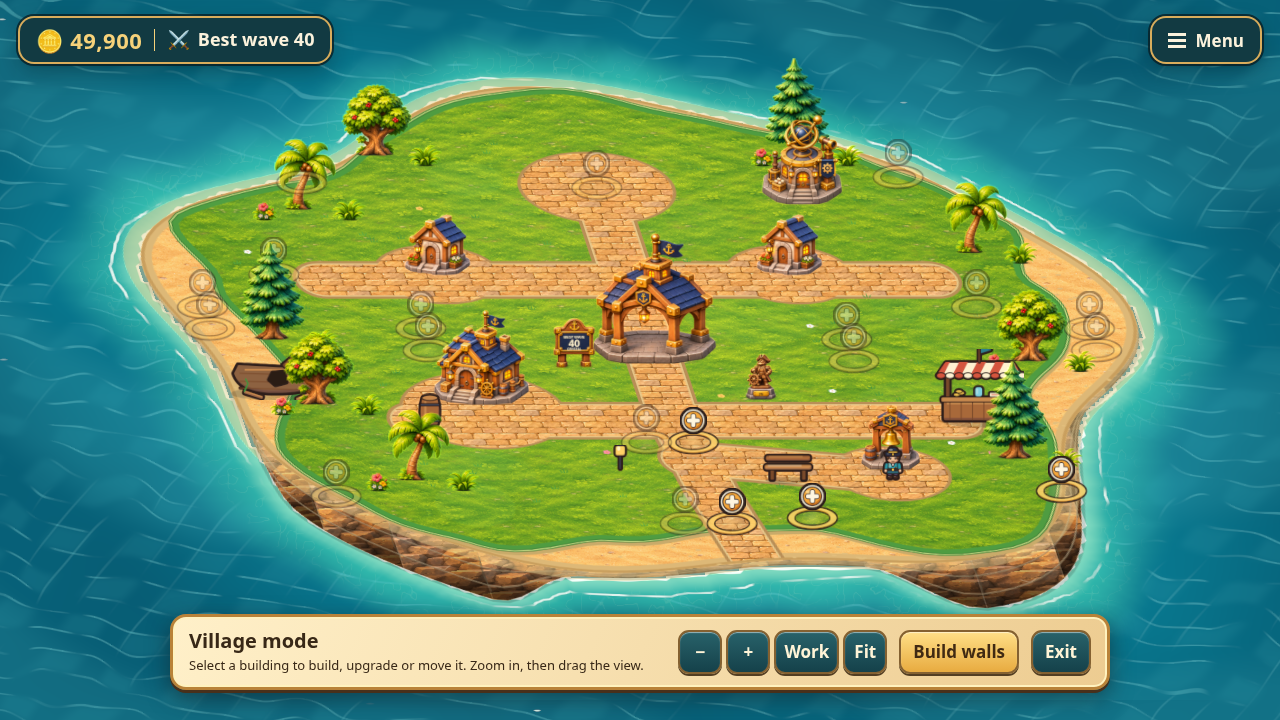 49,900
Best wave 40
Menu
40
Village mode
Select a building to build, upgrade or move it. Zoom in, then drag the view.
−
+
Work
Fit
Build walls
Exit